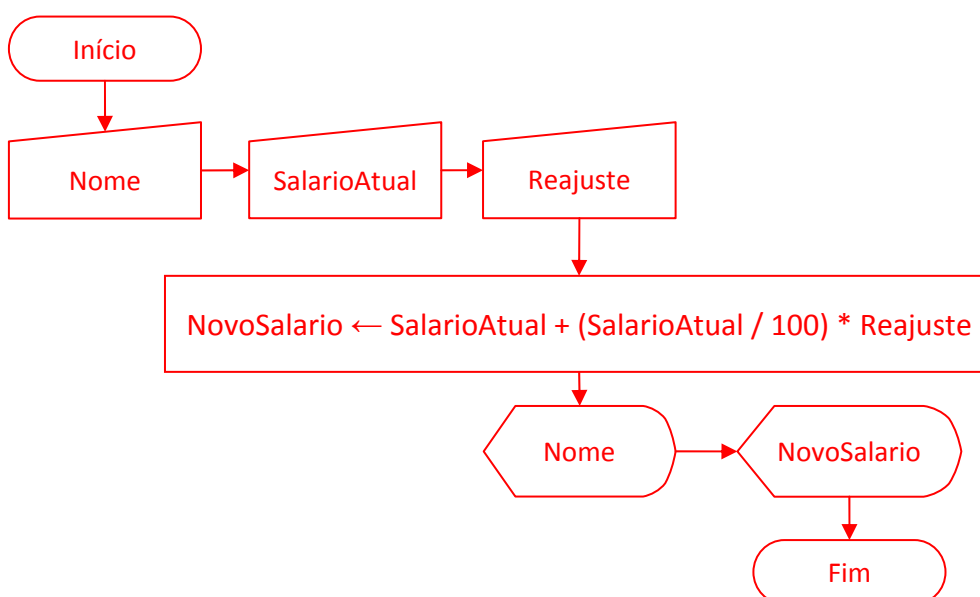 Início
Nome
SalarioAtual
Reajuste
NovoSalario ← SalarioAtual + (SalarioAtual / 100) * Reajuste
Nome
NovoSalario
Fim